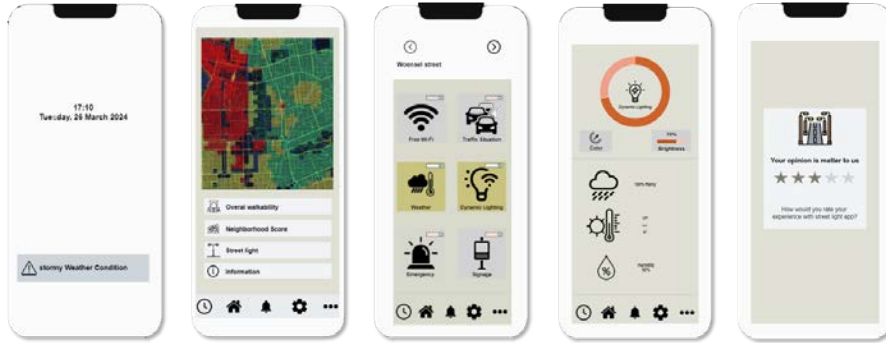 17:10
Tuesday, 26 March 2024
stormy Weather Condition
Overal walkability
Neighborhood Score
Street light
Information
Woensel street
Free Wi-Fi
Traffic Situation
Weather
Dynamic Lighting
Emergency
Signage
Dynamic Lighting
Color
Brightness
Your opinion is matter to us
How would you rate your
experience with street light app?